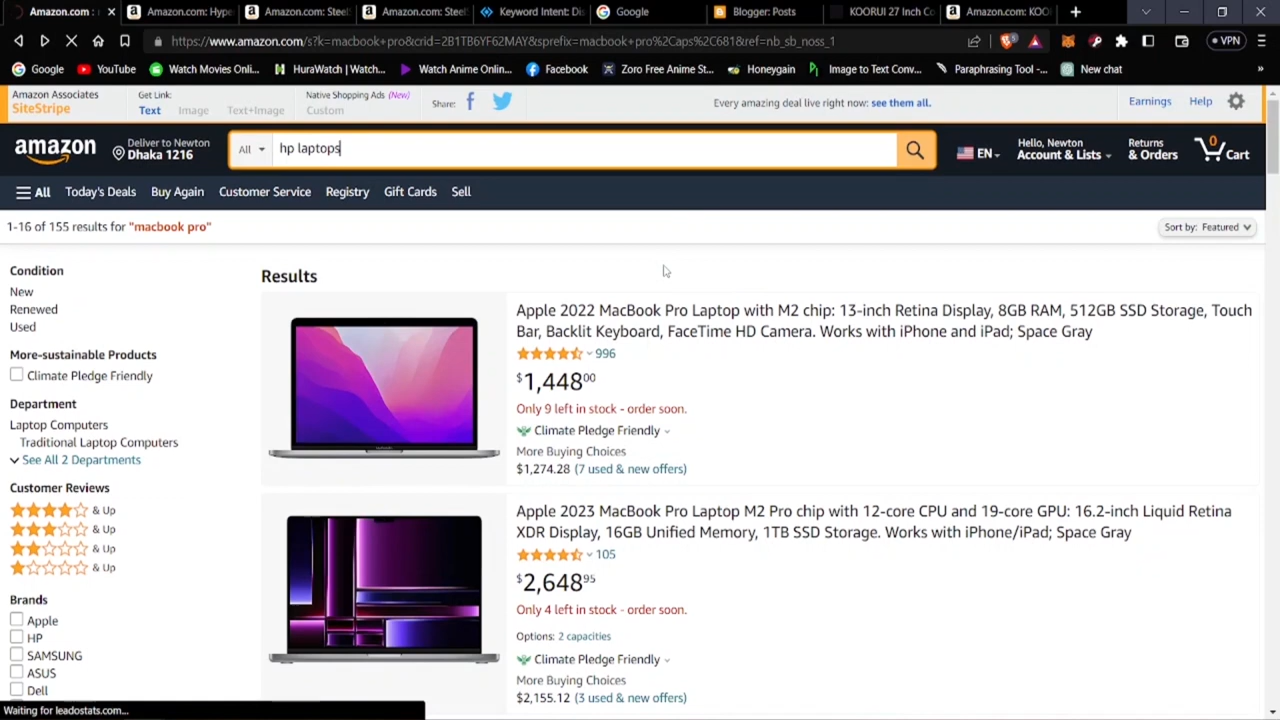 Amazon.com :
Amazon.com: Hype
Amazon.com: Steel
Amazon.com: Steel
Keyword Intent: Di
Google
Blogger: Posts
KOORUI 27 Inch Co
Amazon.com: KOO
https://www.amazon.com/s?k=macbook+pro&crid=2B1TB6YF62MAY&sprefix=macbook+pro%2Caps%2C681&ref=nb_sb_noss_1
VPN
Google
YouTube
Watch Movies Onli...
HuraWatch | Watch...
Watch Anime Onlin...
Facebook
Zoro Free Anime St...
Honeygain
Image to Text Conv...
Paraphrasing Tool -...
New chat
Amazon Associates
SiteStripe
Get Link:
Text Image Text+Image
Native Shopping Ads (New)
Custom
Share:
Every amazing deal live right now: see them all.
Earnings Help
amazon
Deliver to Newton
Dhaka 1216
All
hp laptops
EN
Hello, Newton
Account & Lists
Returns
& Orders
0
Cart
All Today's Deals Buy Again Customer Service Registry Gift Cards Sell
1-16 of 155 results for "macbook pro"
Sort by: Featured
Condition
New
Renewed
Used
More-sustainable Products
Climate Pledge Friendly
Department
Laptop Computers
Traditional Laptop Computers
See All 2 Departments
Customer Reviews
& Up
& Up
& Up
& Up
Brands
Apple
HP
SAMSUNG
ASUS
Dell
Results
Apple 2022 MacBook Pro Laptop with M2 chip: 13-inch Retina Display, 8GB RAM, 512GB SSD Storage, Touch
Bar, Backlit Keyboard, FaceTime HD Camera. Works with iPhone and iPad; Space Gray
996
$1,44800
Only 9 left in stock - order soon.
Climate Pledge Friendly
More Buying Choices
$1,274.28 (7 used & new offers)
Apple 2023 MacBook Pro Laptop M2 Pro chip with 12-core CPU and 19-core GPU: 16.2-inch Liquid Retina
XDR Display, 16GB Unified Memory, 1TB SSD Storage. Works with iPhone/iPad; Space Gray
105
$2,64895
Only 4 left in stock - order soon.
Options: 2 capacities
Climate Pledge Friendly
More Buying Choices
$2,155.12 (3 used & new offers)
Waiting for leadostats.com...